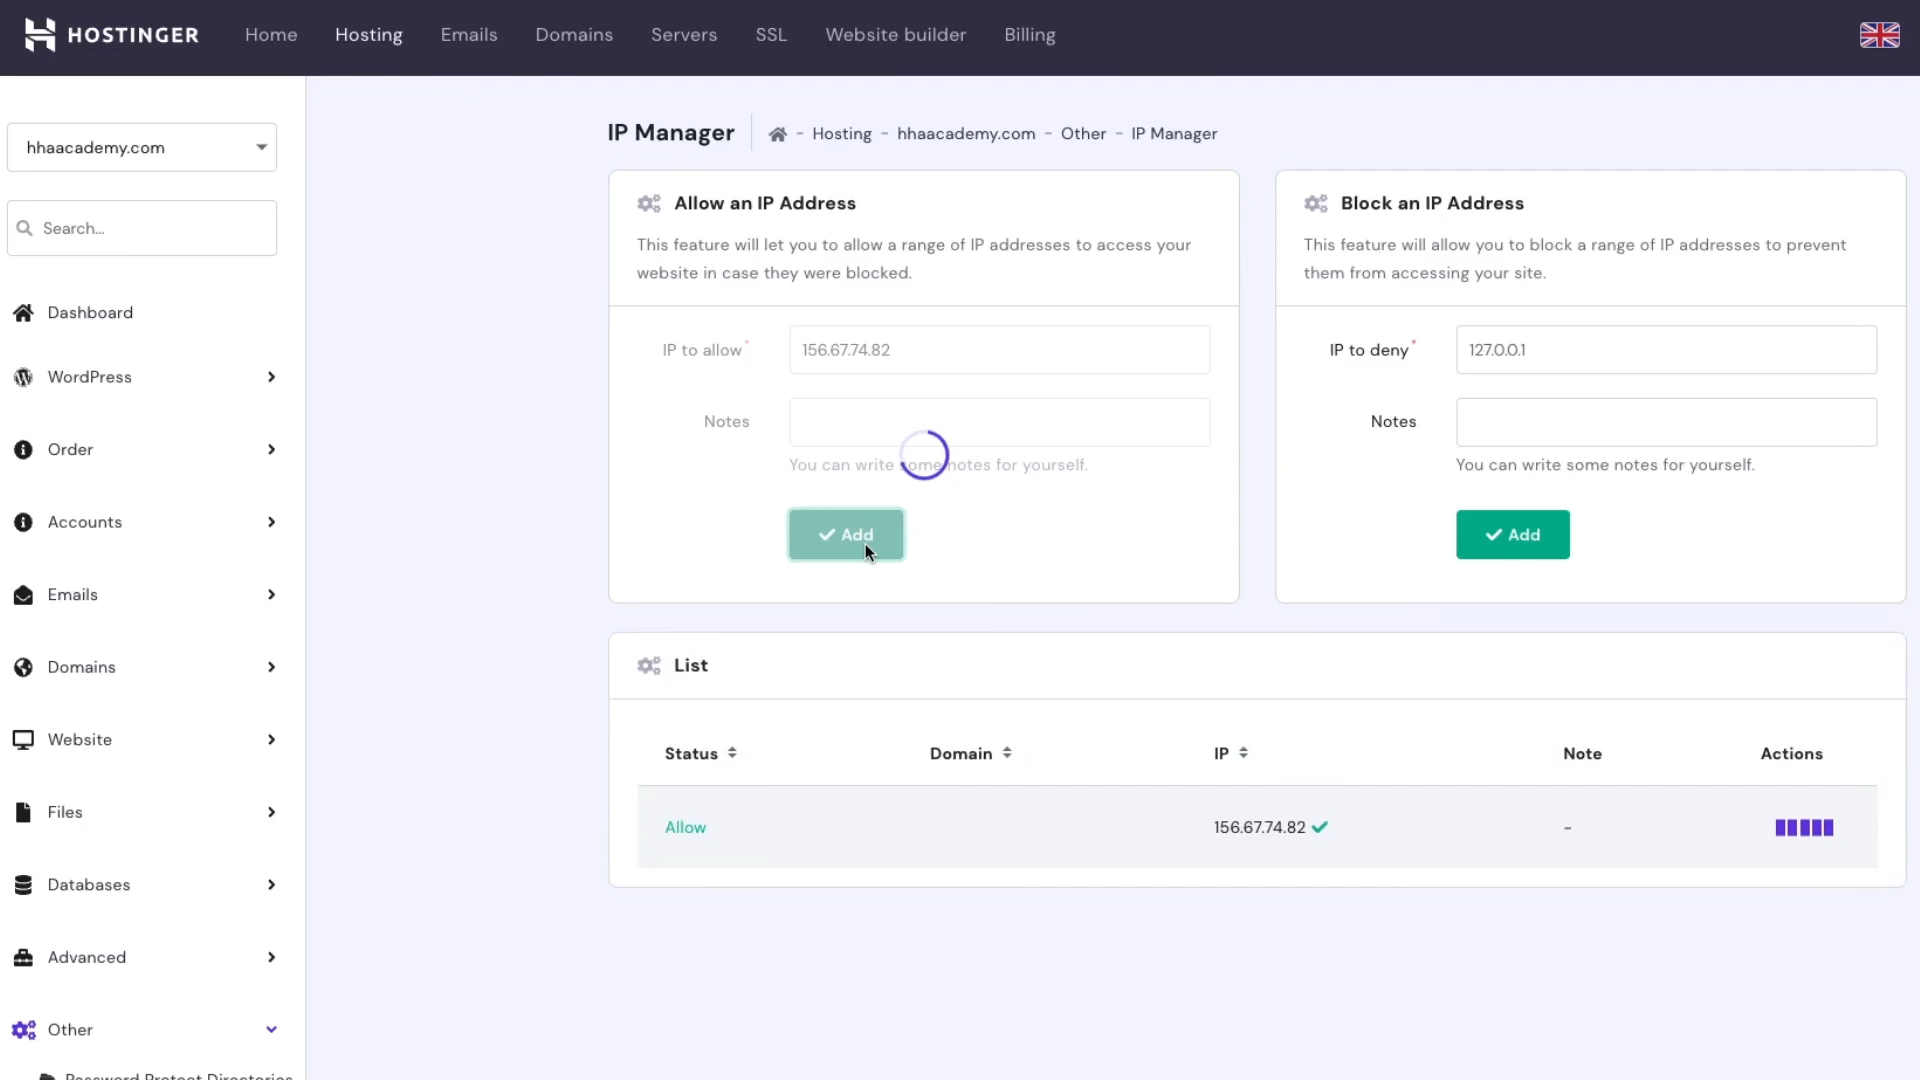 HOSTINGER
Home
Hosting
Emails
Domains
Servers
SSL
Website builder
Billing
hhaacademy.com
Search...
Dashboard
WordPress
Order
Accounts
Emails
Domains
Website
Files
Databases
Advanced
Other
Password Protect Directories
IP Manager
- Hosting - hhaacademy.com - Other - IP Manager
Allow an IP Address
This feature will let you to allow a range of IP addresses to access your
website in case they were blocked.
IP to allow*
156.67.74.82
Notes
You can write some notes for yourself.
Add
Block an IP Address
This feature will allow you to block a range of IP addresses to prevent
them from accessing your site.
IP to deny*
127.0.0.1
Notes
You can write some notes for yourself.
Add
List
Status Domain IP Note Actions
Allow 156.67.74.82 -